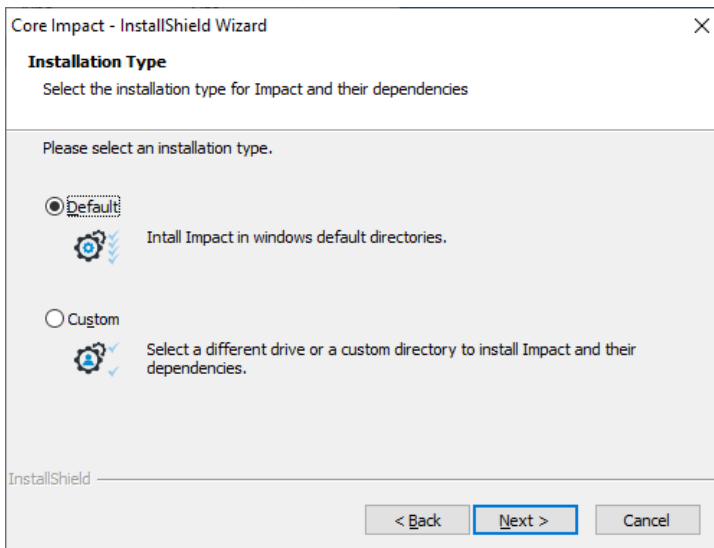 Core Impact - InstallShield Wizard
Installation Type
Select the installation type for Impact and their dependencies
Please select an installation type.
Default
Intall Impact in windows default directories.
Custom
Select a different drive or a custom directory to install Impact and their
dependencies.
InstallShield
< Back
Next >
Cancel